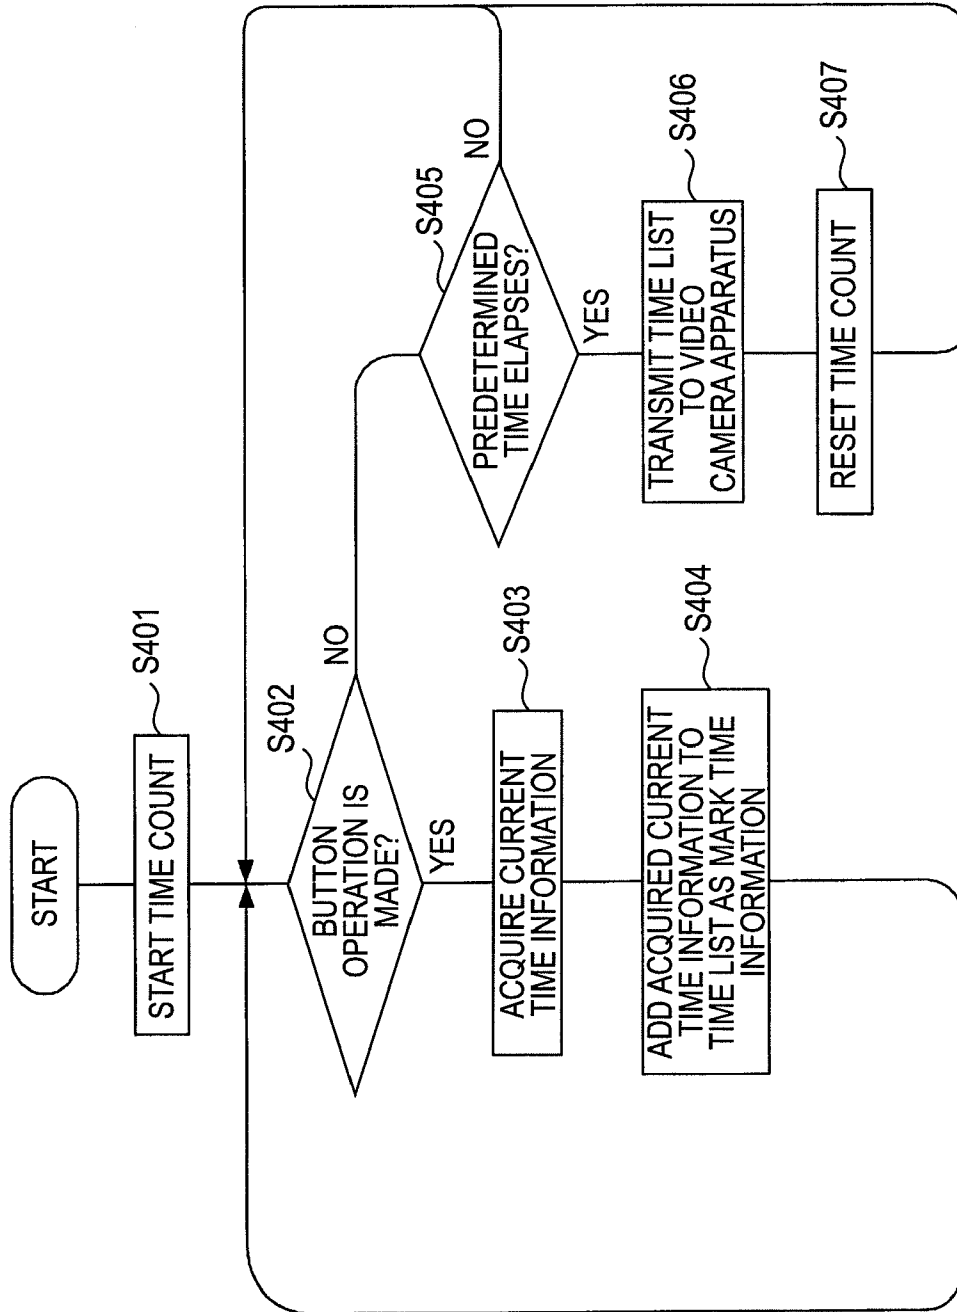 START
START TIME COUNT
S401
BUTTON
OPERATION IS
MADE?
S402
NO
YES
ACQUIRE CURRENT
TIME INFORMATION
S403
ADD ACQUIRED CURRENT
TIME INFORMATION TO
TIME LIST AS MARK TIME
INFORMATION
S404
PREDETERMINED
TIME ELAPSES?
S405
NO
YES
TRANSMIT TIME LIST
TO VIDEO
CAMERA APPARATUS
S406
RESET TIME COUNT
S407